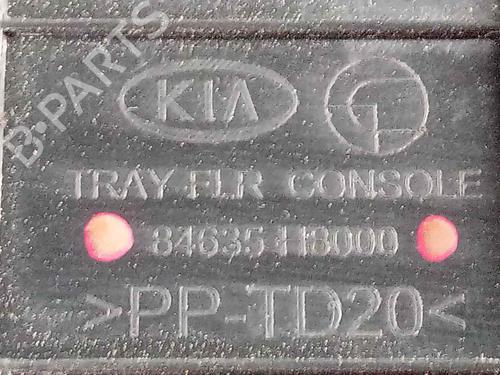 KIA
TRAY FLR CONSOLE
84635-H8000
>PP-TD20<
B-PARTS